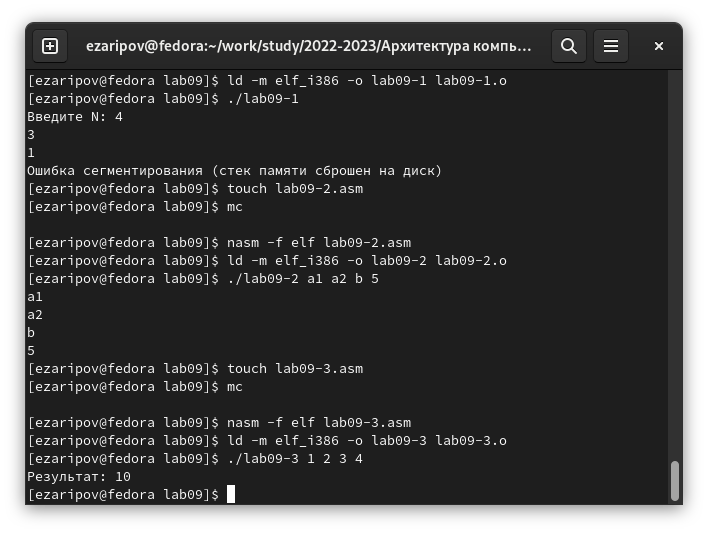 ezaripov@fedora:~/work/study/2022-2023/Архитектура компь...
[ezaripov@fedora lab09]$ ld -m elf_i386 -o lab09-1 lab09-1.o
[ezaripov@fedora lab09]$ ./lab09-1
Введите N: 4
3
1
Ошибка сегментирования (стек памяти сброшен на диск)
[ezaripov@fedora lab09]$ touch lab09-2.asm
[ezaripov@fedora lab09]$ mc
[ezaripov@fedora lab09]$ nasm -f elf lab09-2.asm
[ezaripov@fedora lab09]$ ld -m elf_i386 -o lab09-2 lab09-2.o
[ezaripov@fedora lab09]$ ./lab09-2 a1 a2 b 5
a1
a2
b
5
[ezaripov@fedora lab09]$ touch lab09-3.asm
[ezaripov@fedora lab09]$ mc
[ezaripov@fedora lab09]$ nasm -f elf lab09-3.asm
[ezaripov@fedora lab09]$ ld -m elf_i386 -o lab09-3 lab09-3.o
[ezaripov@fedora lab09]$ ./lab09-3 1 2 3 4
Результат: 10
[ezaripov@fedora lab09]$